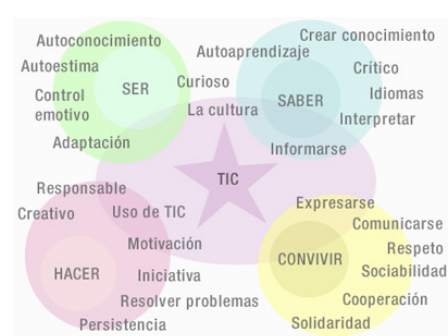 Autoconocimiento
Autoestima
SER
Control
emotivo
Adaptación
Curioso
La cultura
Crear conocimiento
Autoaprendizaje
Crítico
SABER
Idiomas
Interpretar
Informarse
TIC
Responsable
Creativo
Uso de TIC
Motivación
HACER
Iniciativa
Resolver problemas
Persistencia
Expresarse
Comunicarse
Respeto
CONVIVIR
Sociabilidad
Cooperación
Solidaridad